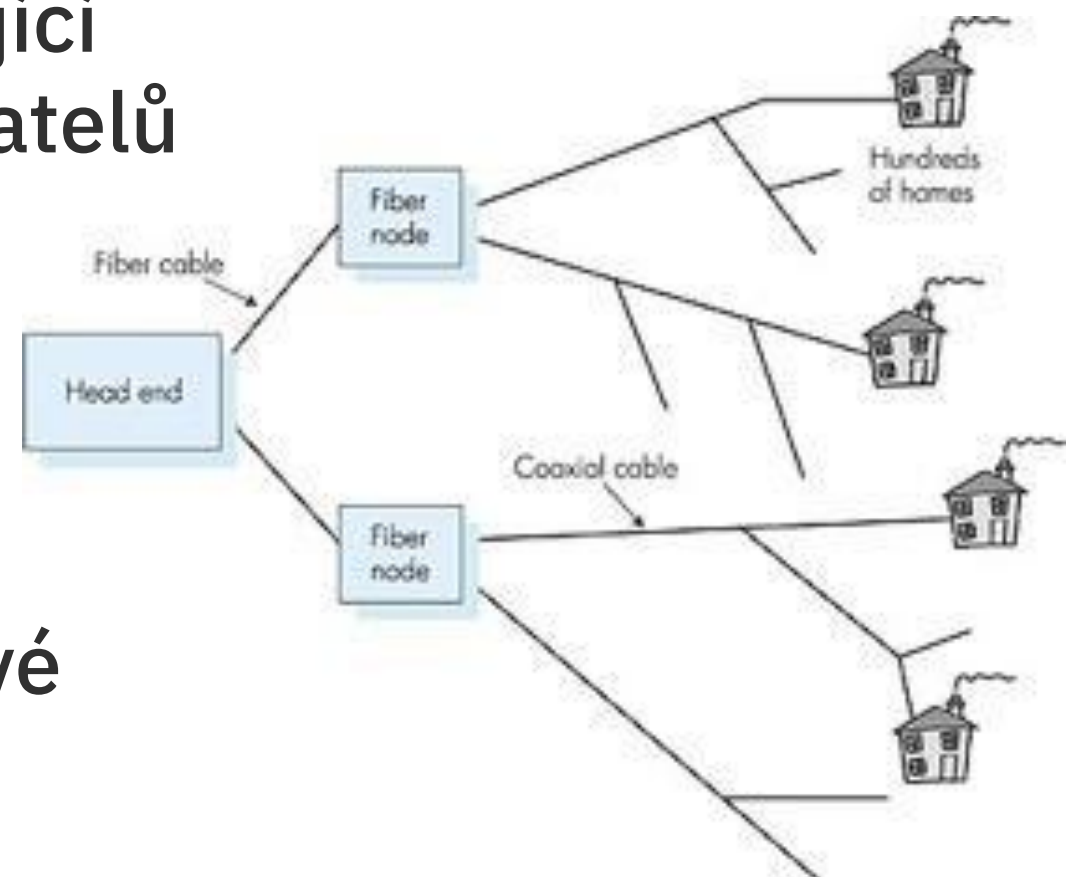 jící
atelů
Fiber
node
Hundreds
of homes
Fiber cable
Head end
Coaxial cable
Fiber
node
vé